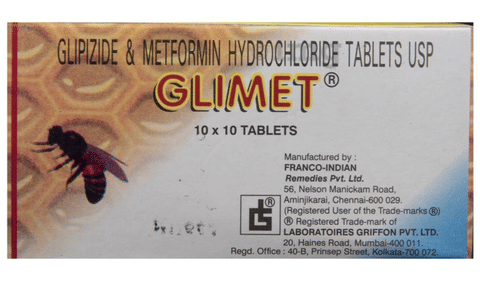 GLIPIZIDE & METFORMIN HYDROCHLORIDE TABLETS USP
GLIMET®
10 x 10 TABLETS
Manufactured by :
FRANCO-INDIAN
Remedies Pvt. Ltd.
56, Nelson Manickam Road,
Aminjikarai, Chennai-600 029.
(Registered User of the Trade-marks ®)
® Registered Trade-mark of
LABORATOIRES GRIFFON PVT. LTD.
20, Haines Road, Mumbai-400 011.
Regd. Office : 40-B, Prinsep Street, Kolkata-700 072.
®